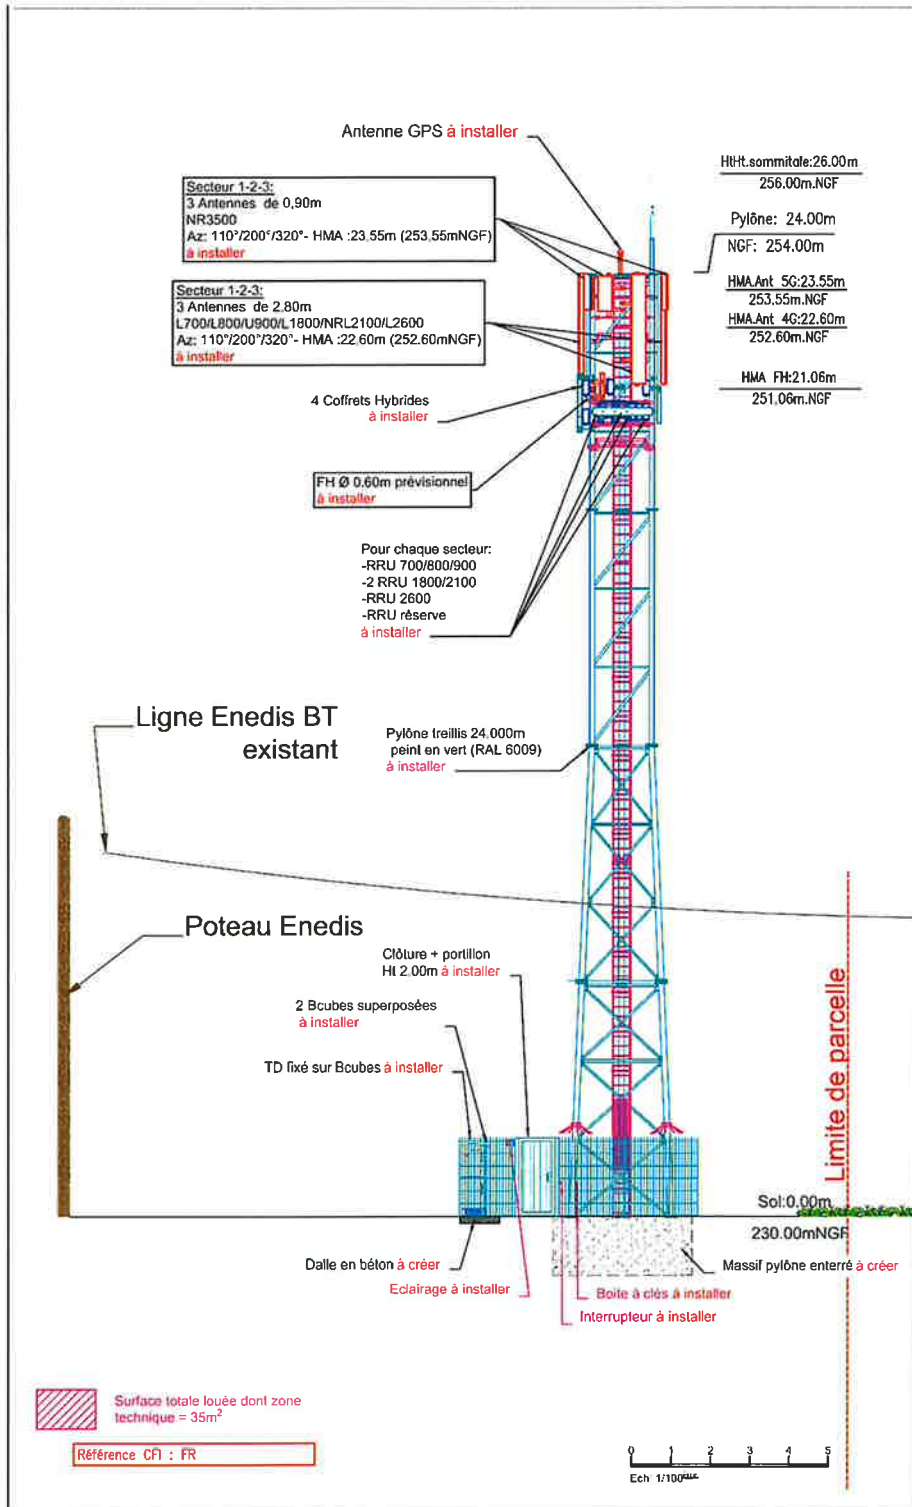 Antenne GPS à installer
HtHt.sommitale:26.00m
256.00m.NGF
Secteur 1-2-3:
3 Antennes de 0,90m
NR3500
Az: 110°/200°/320°- HMA :23,55m (253,55mNGF)
à installer
Pylône: 24.00m
NGF: 254.00m
Secteur 1-2-3:
3 Antennes de 2,80m
L700/L800/U900/L1800/NRL2100/L2600
Az: 110°/200°/320°- HMA :22,60m (252.60mNGF)
à installer
HMA.Ant 5G:23.55m
253.55m.NGF
HMA.Ant 4G:22.60m
252.60m.NGF
HMA FH:21.06m
251,06m.NGF
4 Coffrets Hybrides
à installer
FH Ø 0.60m prévisionnel
à installer
Pour chaque secteur:
-RRU 700/800/900
-2 RRU 1800/2100
-RRU 2600
-RRU réserve
à installer
Ligne Enedis BT
existant
Pylône treillis 24,000m
peint en vert (RAL 6009)
à installer
Poteau Enedis
Clôture + portillon
Ht 2,00m à installer
2 Bcubes superposées
à installer
TD fixé sur Bcubes à installer
Limite de parcelle
Sol:0,00m
230.00mNGF
Dalle en béton à créer
Massif pylône enterré à créer
Eclairage à installer
Boite à clés à installer
Interrupteur à installer
Surface totale louée dont zone
technique = 35m²
Référence CFI : FR
0 1 2 3 4 5
Ech 1/100